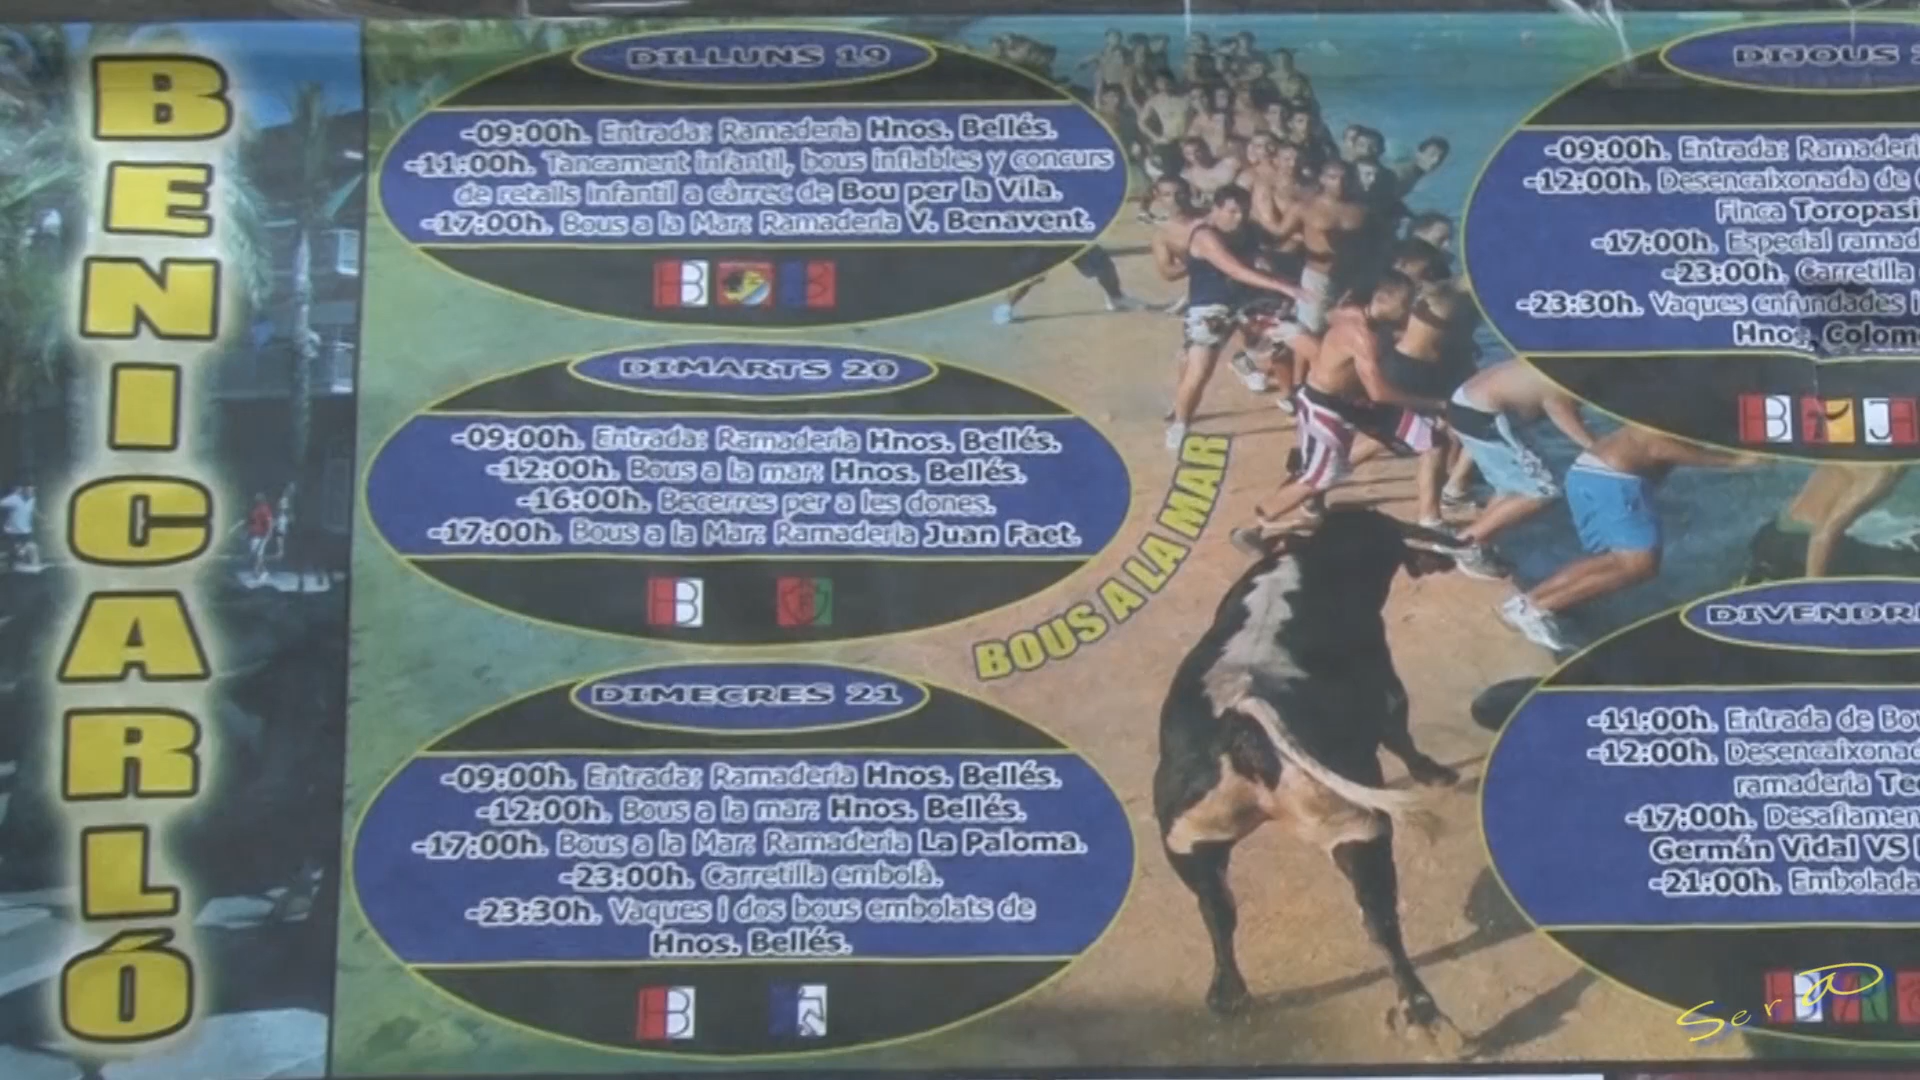 BENICARLÓ
DILLUNS 19
-09:00h. Entrada: Ramaderia Hnos. Bellés.
-11:00h. Tancament infantil, bous inflables y concurs
de retalls infantil a càrrec de Bou per la Vila.
-17:00h. Bous a la Mar: Ramaderia V. Benavent.
DIMARTS 20
-09:00h. Entrada: Ramaderia Hnos. Bellés.
-12:00h. Bous a la mar: Hnos. Bellés.
-16:00h. Becerres per a les dones.
-17:00h. Bous a la Mar: Ramaderia Juan Faet.
DIMECRES 21
-09:00h. Entrada: Ramaderia Hnos. Bellés.
-12:00h. Bous a la mar: Hnos. Bellés.
-17:00h. Bous a la Mar: Ramaderia La Paloma.
-23:00h. Carretilla embolà.
-23:30h. Vaques i dos bous embolats de
Hnos. Bellés.
BOUS A LA MAR
DIJOUS
-09:00h. Entrada: Ramaderi
-12:00h. Desencaixonada de
Finca Toropasi
-17:00h. Especial ramad
-23:00h. Carretilla
-23:30h. Vaques enfundades i
Hnos. Colom
DIVENDR
-11:00h. Entrada de Bou
-12:00h. Desencaixonad
ramaderia Te
-17:00h. Desafiamen
Germán Vidal VS
-21:00h. Embolada